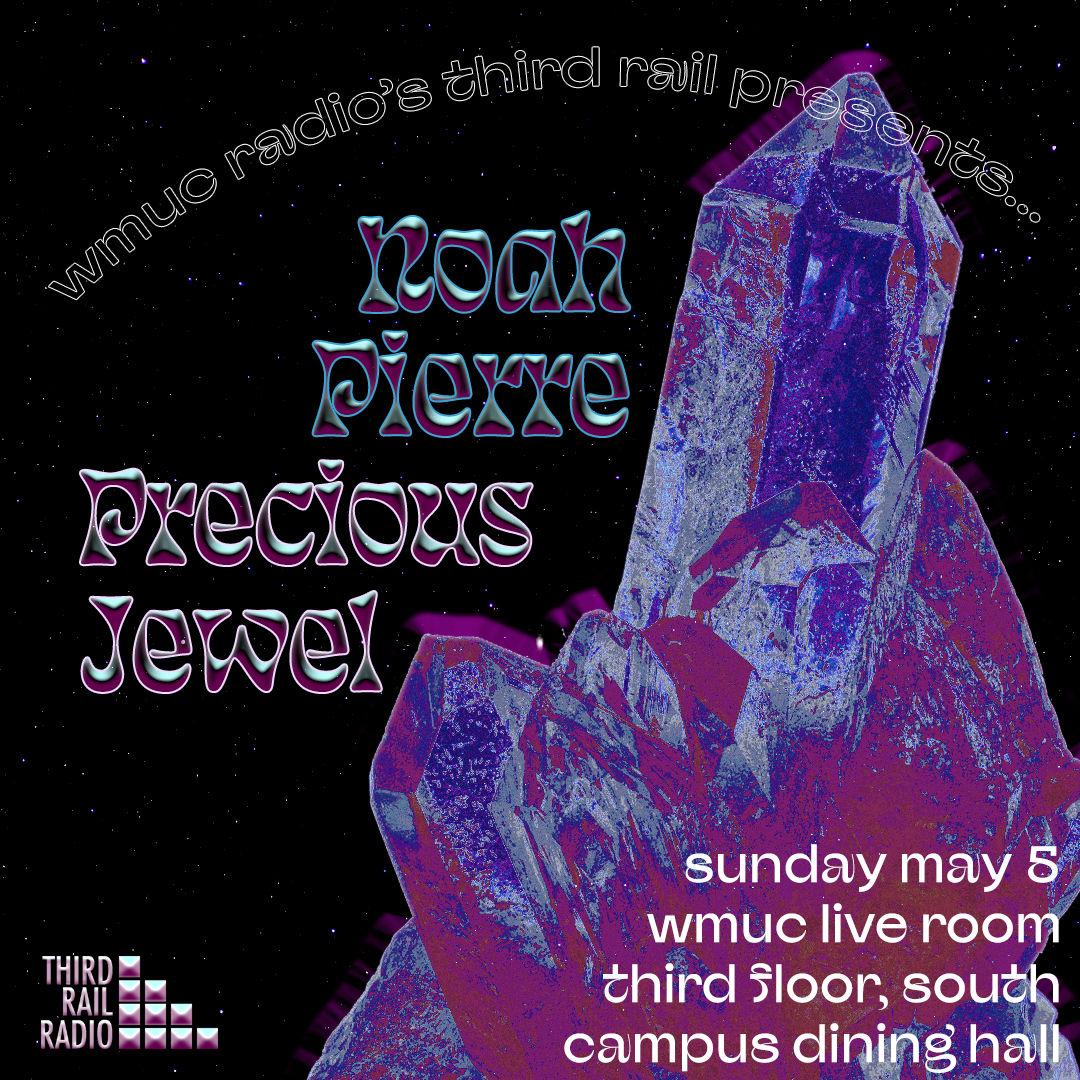 wmuc radio's third rail presents...
Noah
Pierre
Precious
Jewel
sunday may 5
wmuc live room
third floor, south
campus dining hall
THIRD
RAIL
RADIO